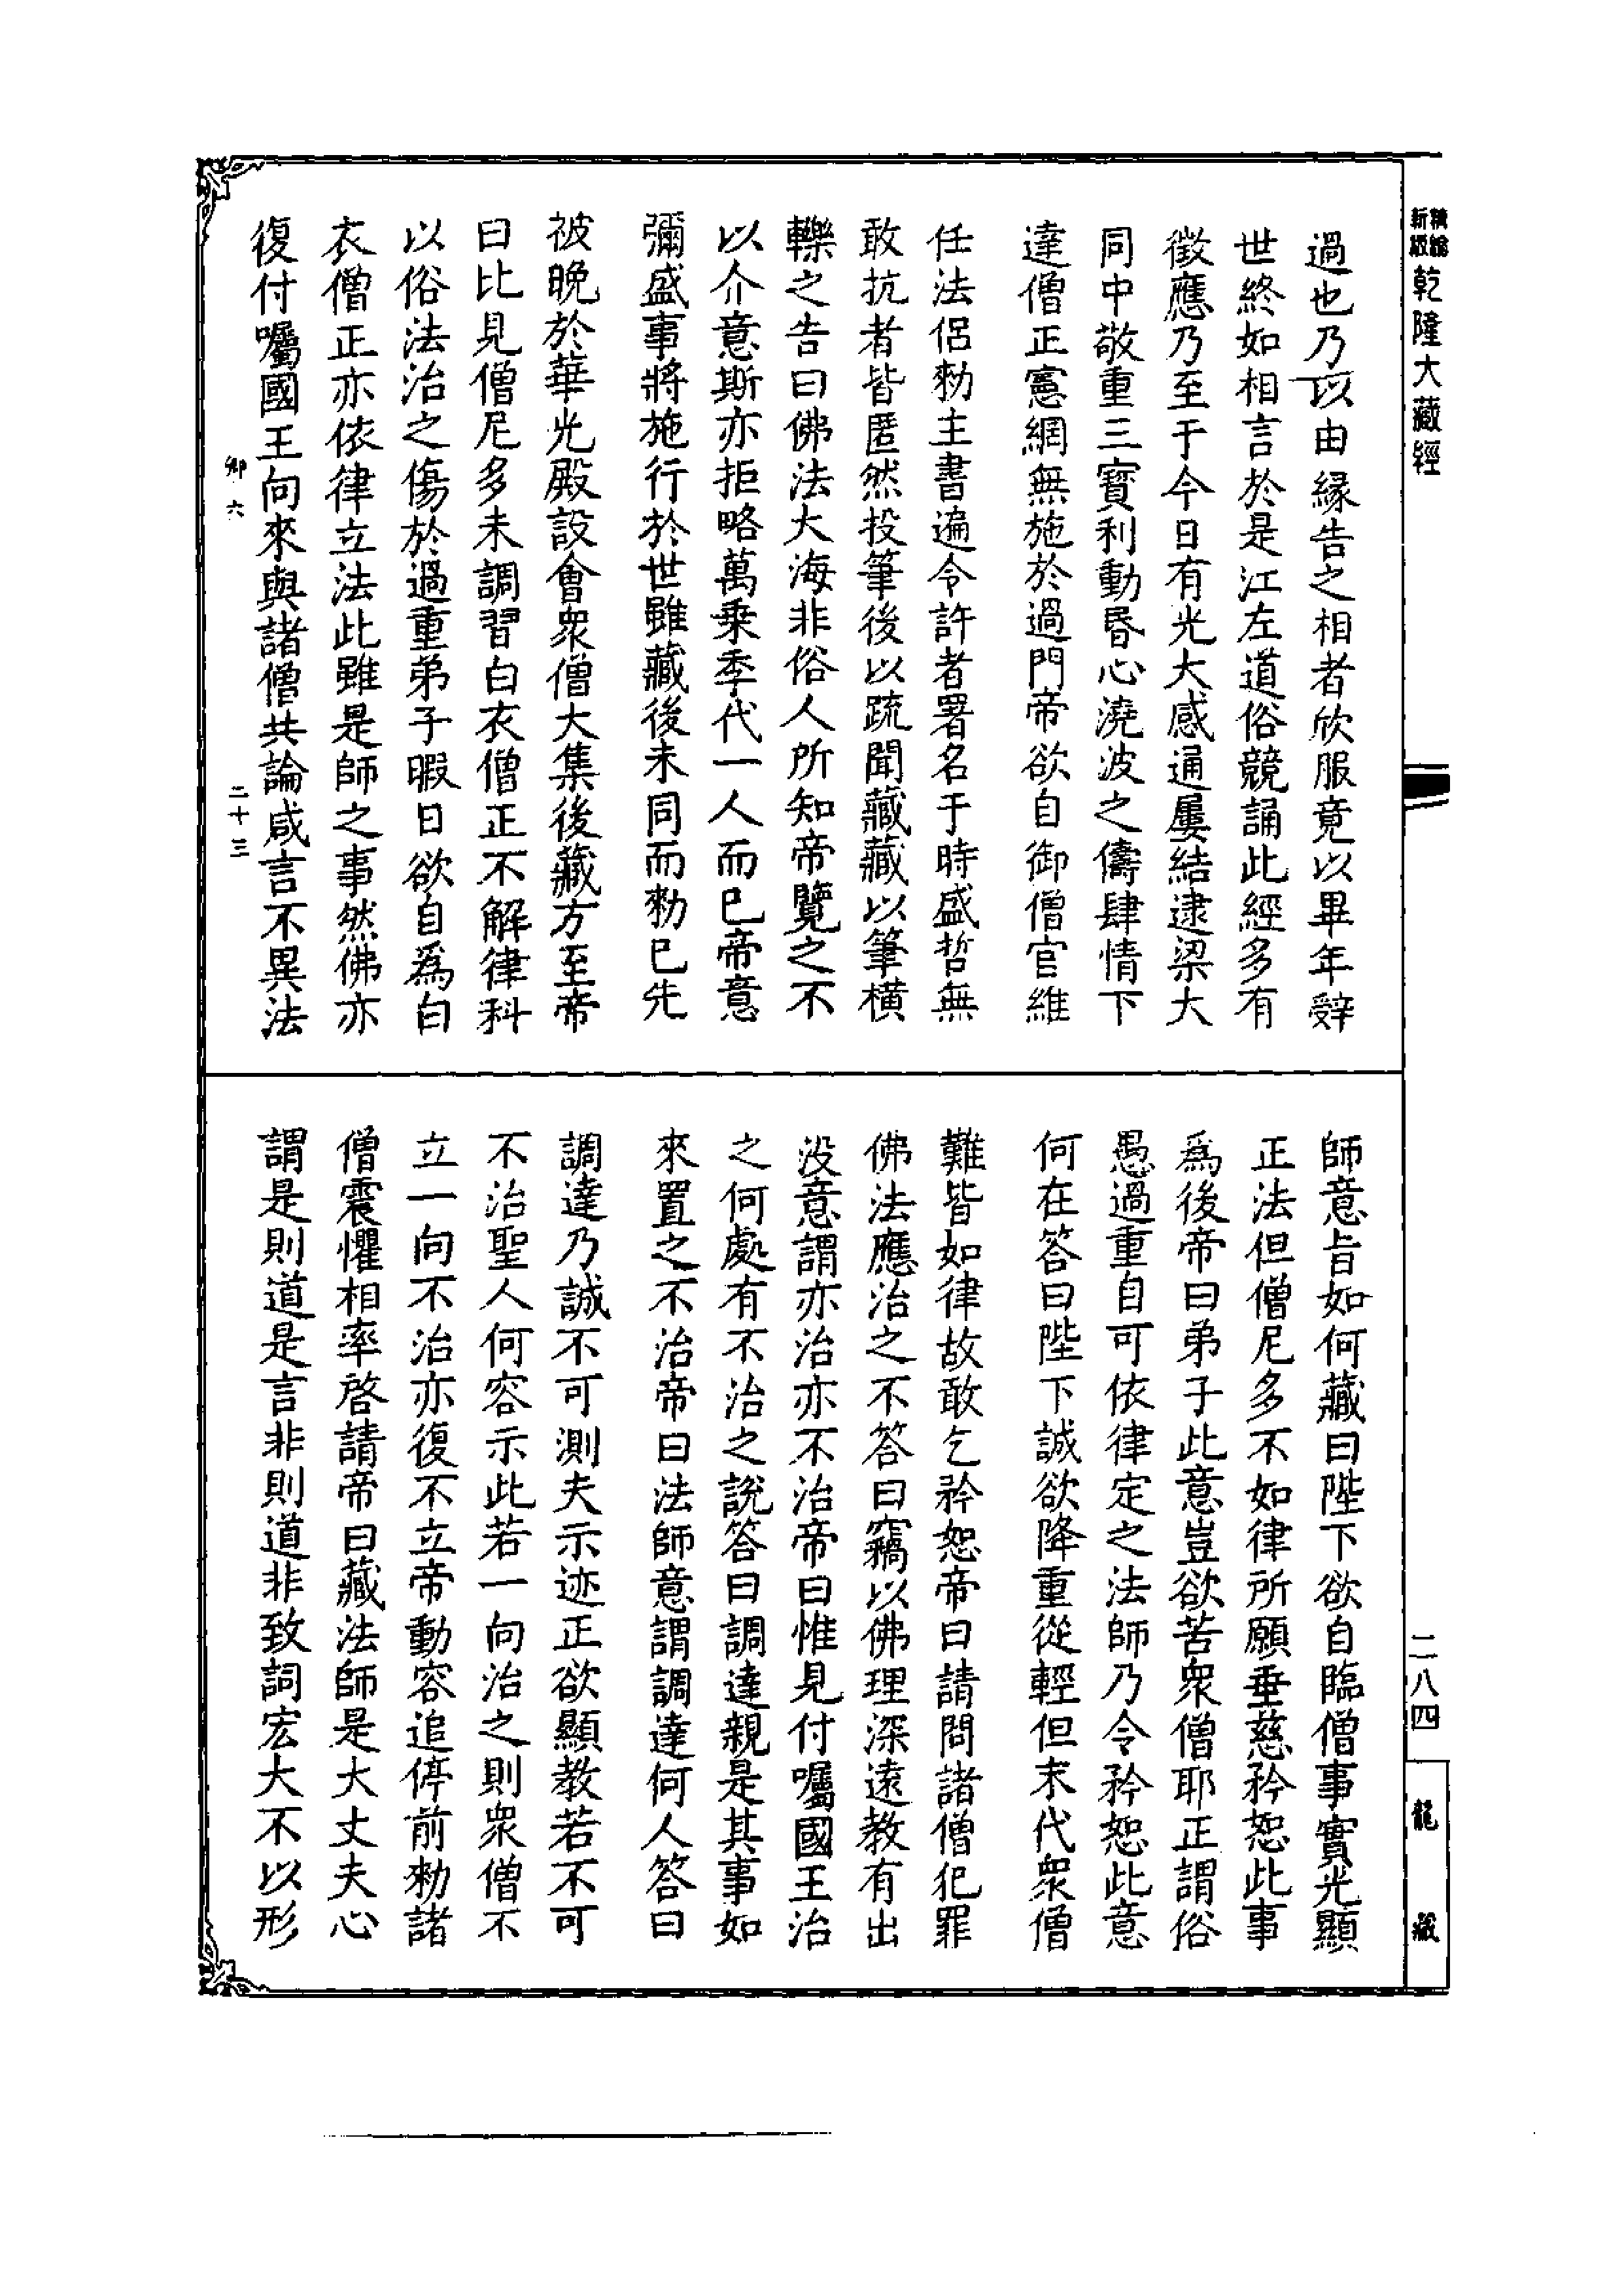 精繪
新版
乾隆大藏經
過也乃以由緣告之相者欣服竟以畢年辤
世終如相言於是江左道俗競誦此經多有
徵應乃至于今日有光大感通屢結逮梁大
同中敬重三寶利動昬心澆波之儔肆情下
達僧正憲網無施於過門帝欲自御僧官維
任法侶勑主書遍令許者署名于時盛哲無
敢抗者皆匿然投筆後以疏聞藏藏以筆橫
轢之告曰佛法大海非俗人所知帝覽之不
以介意斯亦拒略萬乗季代一人而已帝意
彌盛事將施行於世雖藏後未同而勑已先
被晚於華光殿設會衆僧大集後藏方至帝
曰比見僧尼多未調習白衣僧正不解律科
以俗法治之傷於過重弟子暇日欲自爲白
衣僧正亦依律立法此雖是師之事然佛亦
復付囑國王向來與諸僧共論咸言不異法
鄉六
二十三
師意旨如何藏曰陛下欲自臨僧事實光顯
正法但僧尼多不如律所願垂慈矜恕此事
爲後帝曰弟子此意豈欲苦衆僧耶正謂俗
愚過重自可依律定之法師乃令矜恕此意
何在答曰陛下誠欲降重從輕但末代衆僧
難皆如律故敢乞矜恕帝曰請問諸僧犯罪
佛法應治之不答曰竊以佛理深遠教有出
没意謂亦治亦不治帝曰惟見付囑國王治
之何處有不治之說答曰調達親是其事如
來置之不治帝曰法師意謂調達何人答曰
調達乃誠不可測夫示迹正欲顯教若不可
不治聖人何容示此若一向治之則衆僧不
立一向不治亦復不立帝動容追停前勑諸
僧震懼相率啓請帝曰藏法師是大丈夫心
謂是則道是言非則道非致詞宏大不以形
二八四
龍藏